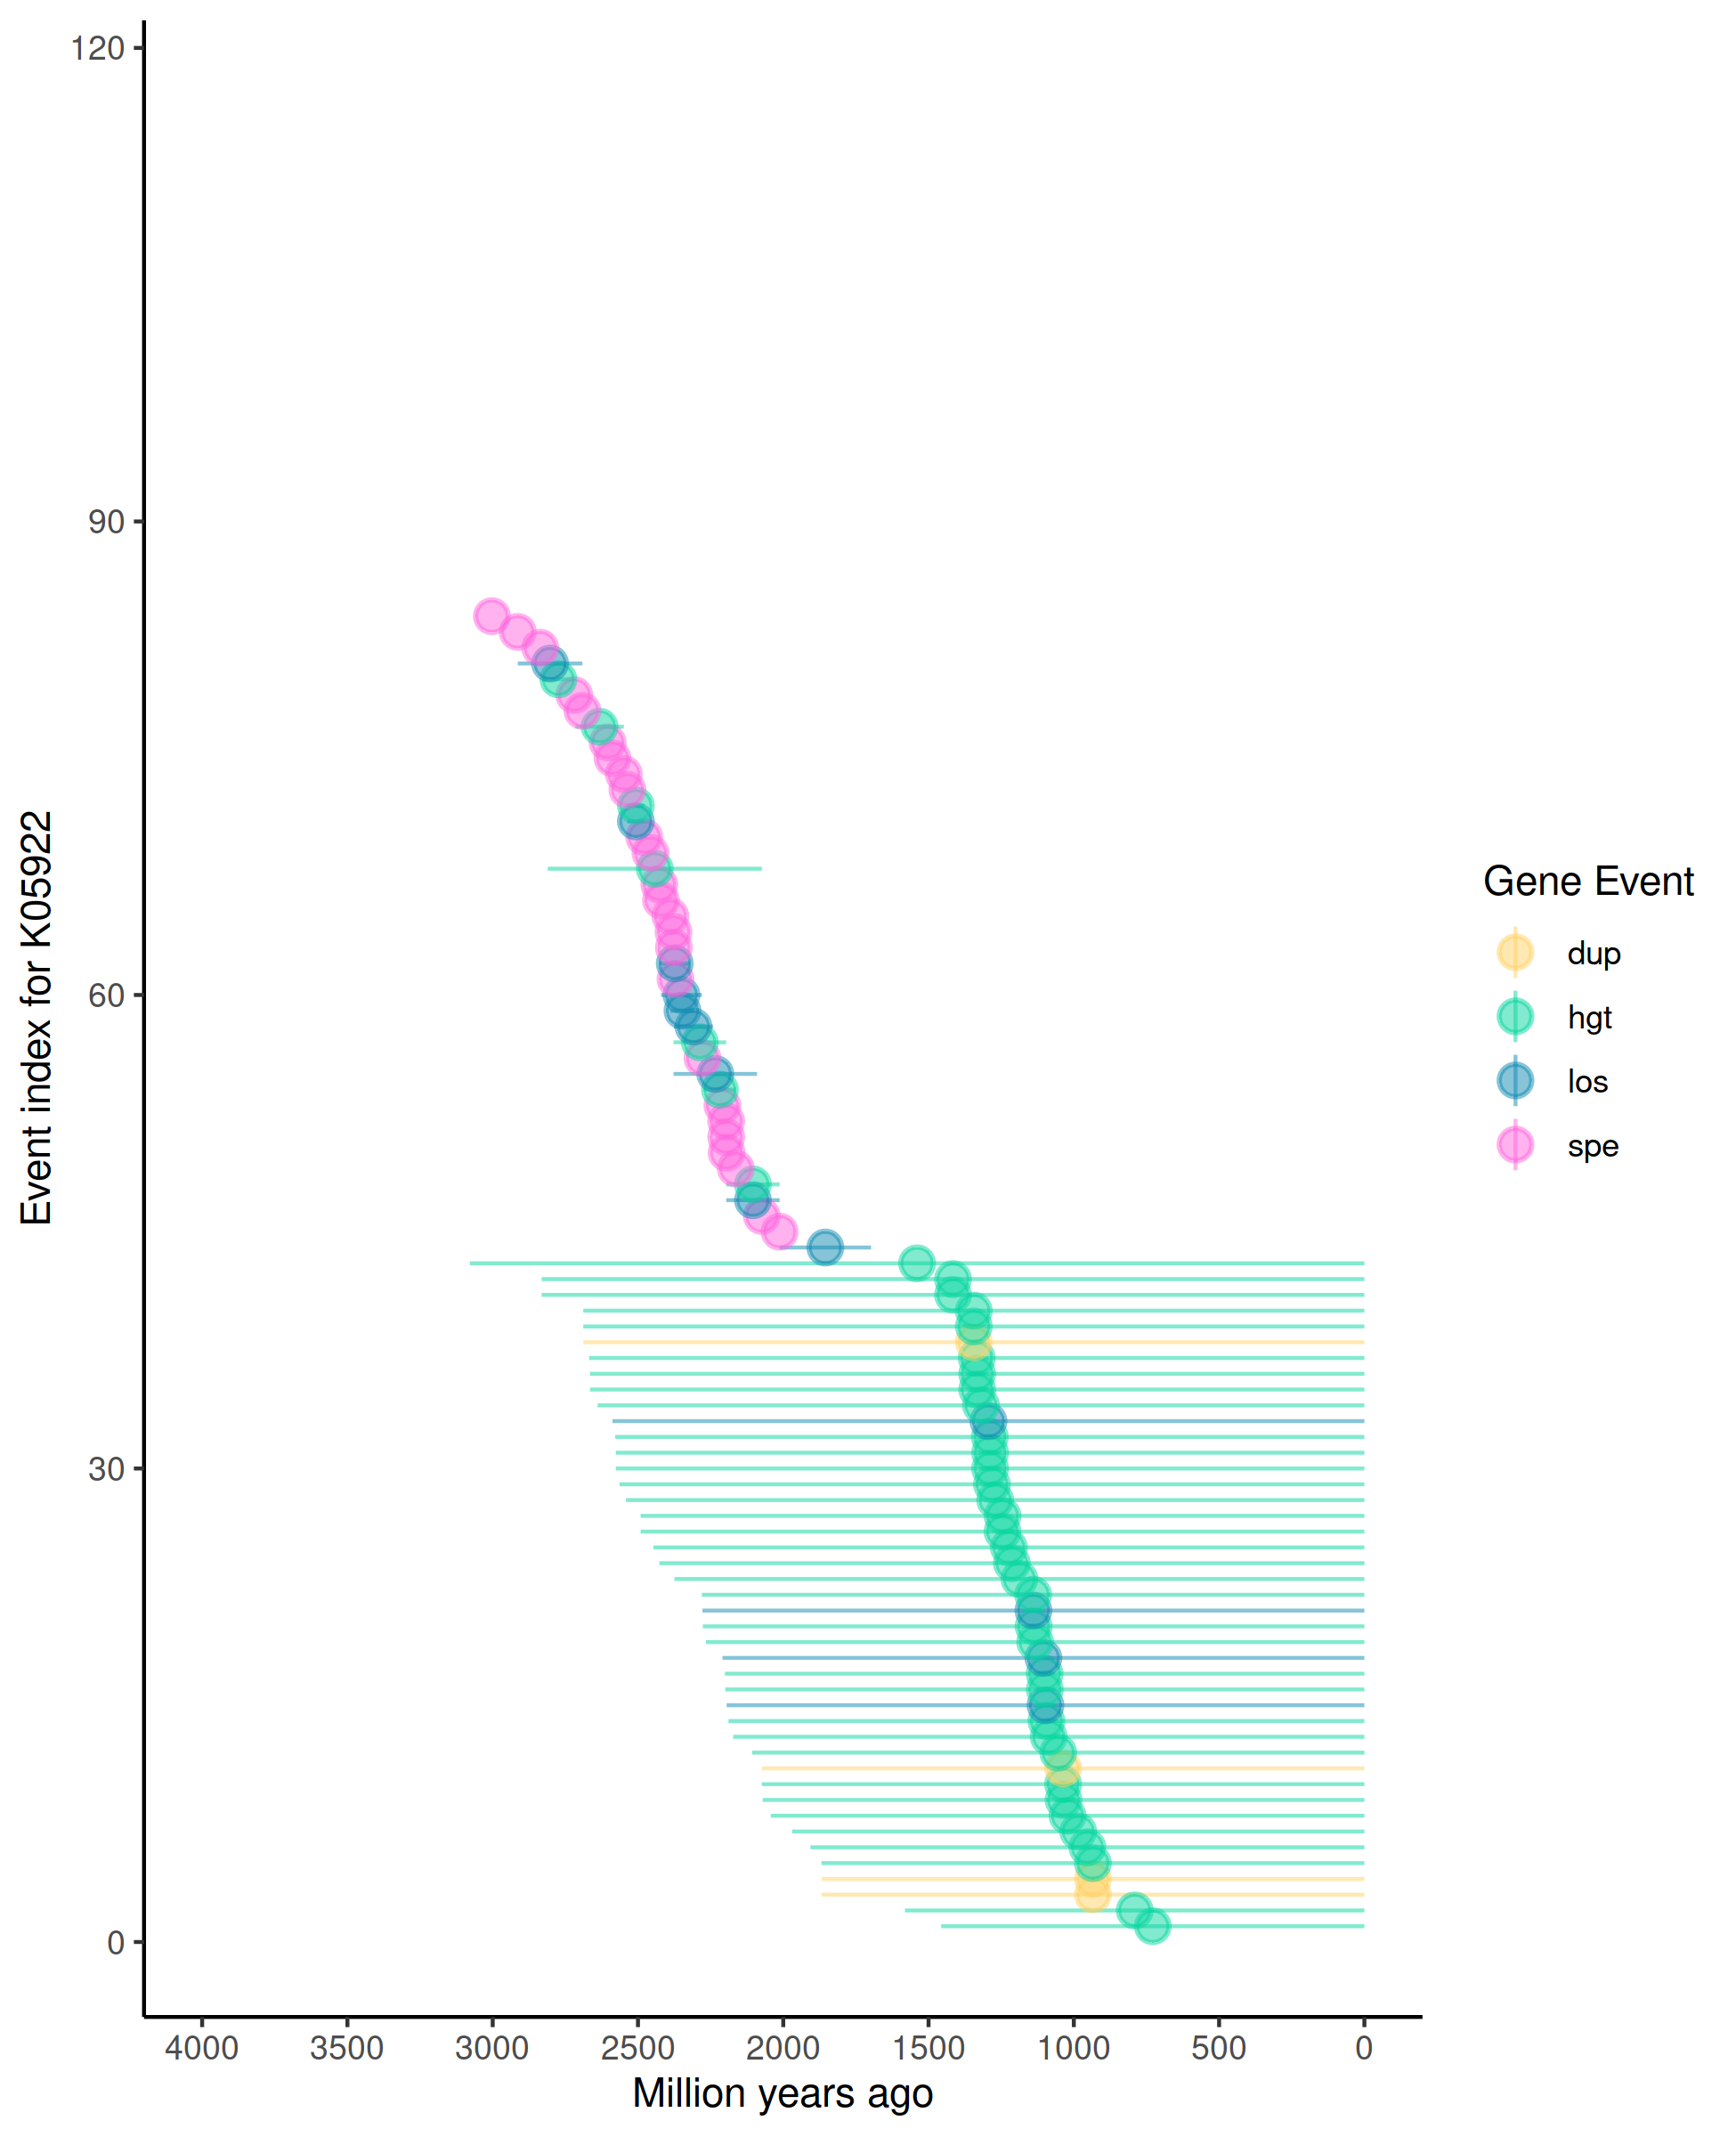 120
90
60
30
0
Event index for K05922
4000 3500 3000 2500 2000 1500 1000 500 0
Million years ago
Gene Event
dup
hgt
los
spe